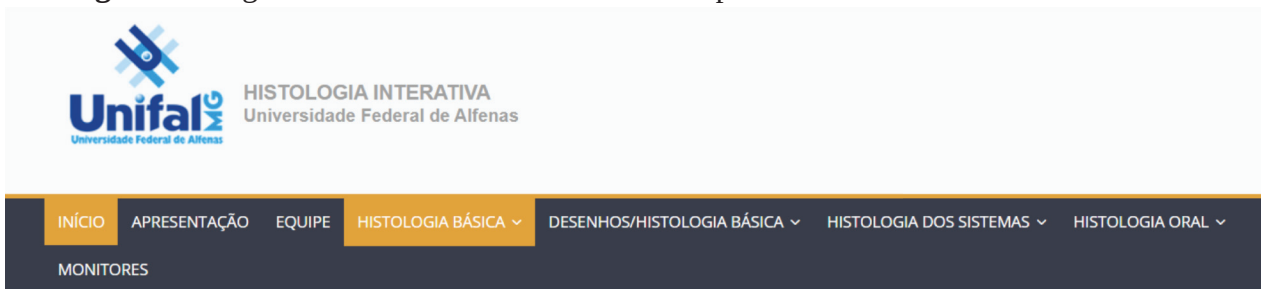 Unifal MG
Universidade Federal de Alfenas
HISTOLOGIA INTERATIVA
Universidade Federal de Alfenas
INÍCIO APRESENTAÇÃO EQUIPE HISTOLOGIA BÁSICA DESENHOS/HISTOLOGIA BÁSICA HISTOLOGIA DOS SISTEMAS HISTOLOGIA ORAL
MONITORES